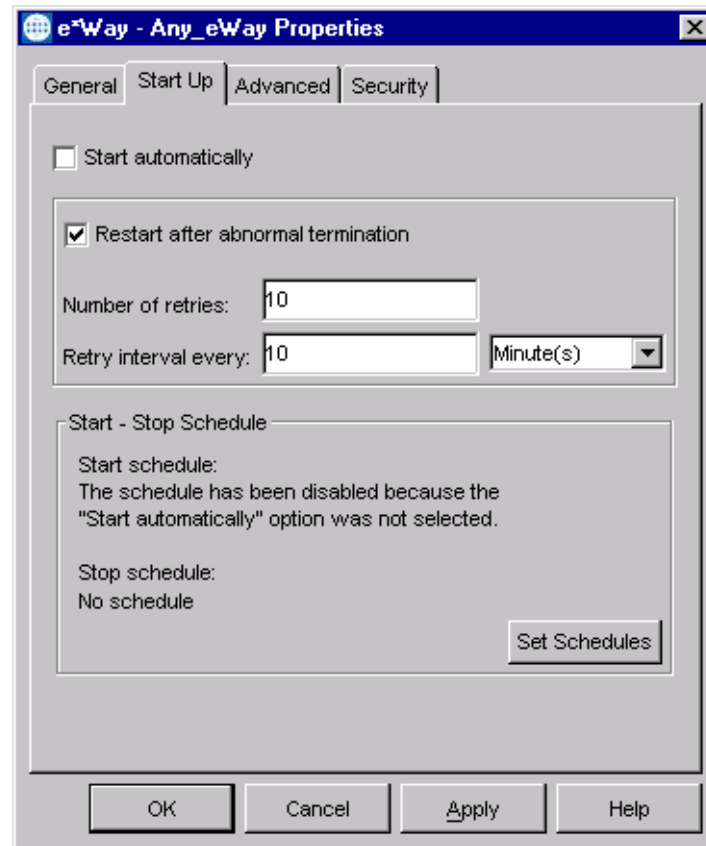 e*Way - Any_eWay Properties
General Start Up Advanced Security
Start automatically
Restart after abnormal termination
Number of retries: 10
Retry interval every: 10 Minute(s)
Start - Stop Schedule
Start schedule:
The schedule has been disabled because the
"Start automatically" option was not selected.
Stop schedule:
No schedule
Set Schedules
OK Cancel Apply Help